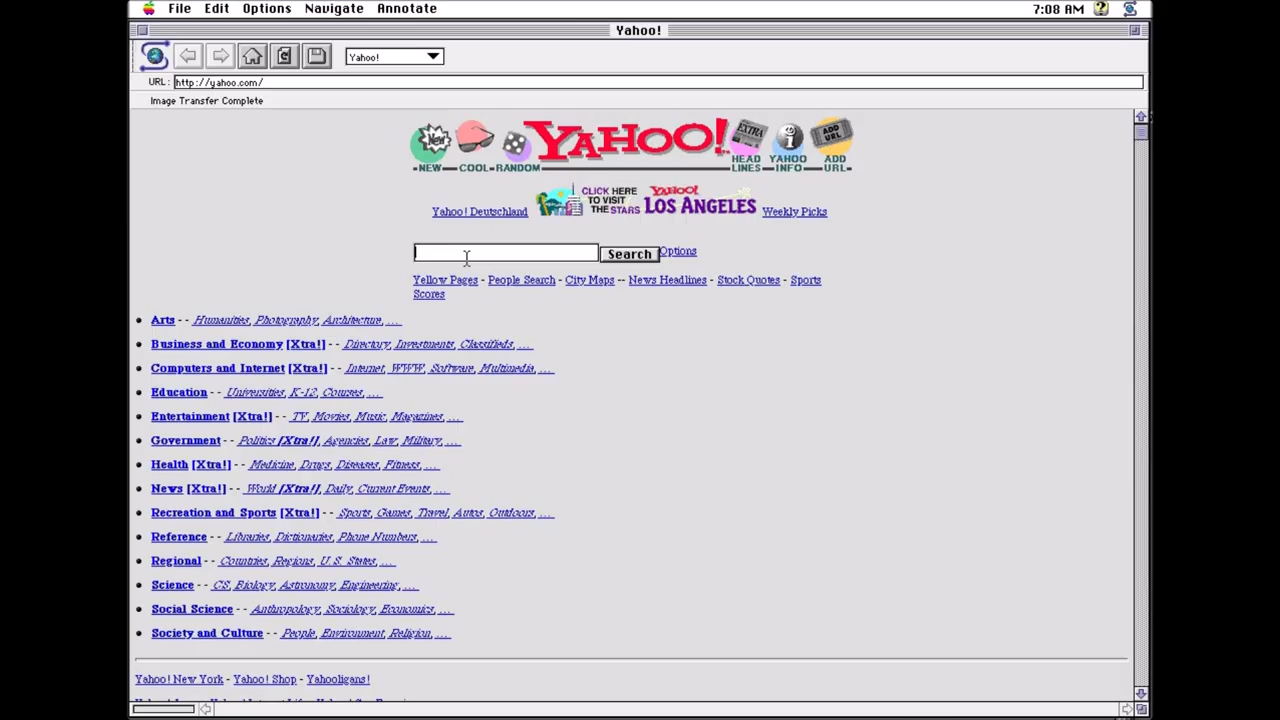 File Edit Options Navigate Annotate 7:08 AM
Yahoo!
Yahoo!
URL: http://yahoo.com/
Image Transfer Complete
New EXTRA i ADD URL
NEW COOL RANDOM YAHOO! HEAD LINES YAHOO INFO ADD URL
Yahoo! Deutschland CLICK HERE TO VISIT THE STARS YAHOO! LOS ANGELES Weekly Picks
Search Options
Yellow Pages - People Search - City Maps -- News Headlines - Stock Quotes - Sports
Scores
Arts - - Humanities, Photography, Architecture, ...
Business and Economy [Xtra!] - - Directory, Investments, Classifieds, ...
Computers and Internet [Xtra!] - - Internet, WWW, Software, Multimedia, ...
Education - - Universities, K-12, Courses, ...
Entertainment [Xtra!] - - TV, Movies, Music, Magazines, ...
Government - - Politics [Xtra!], Agencies, Law, Military, ...
Health [Xtra!] - - Medicine, Drugs, Diseases, Fitness, ...
News [Xtra!] - - World [Xtra!], Daily, Current Events, ...
Recreation and Sports [Xtra!] - - Sports, Games, Travel, Autos, Outdoors, ...
Reference - - Libraries, Dictionaries, Phone Numbers, ...
Regional - - Countries, Regions, U.S. States, ...
Science - - CS, Biology, Astronomy, Engineering, ...
Social Science - - Anthropology, Sociology, Economics, ...
Society and Culture - - People, Environment, Religion, ...
Yahoo! New York - Yahoo! Shop - Yahooligans!